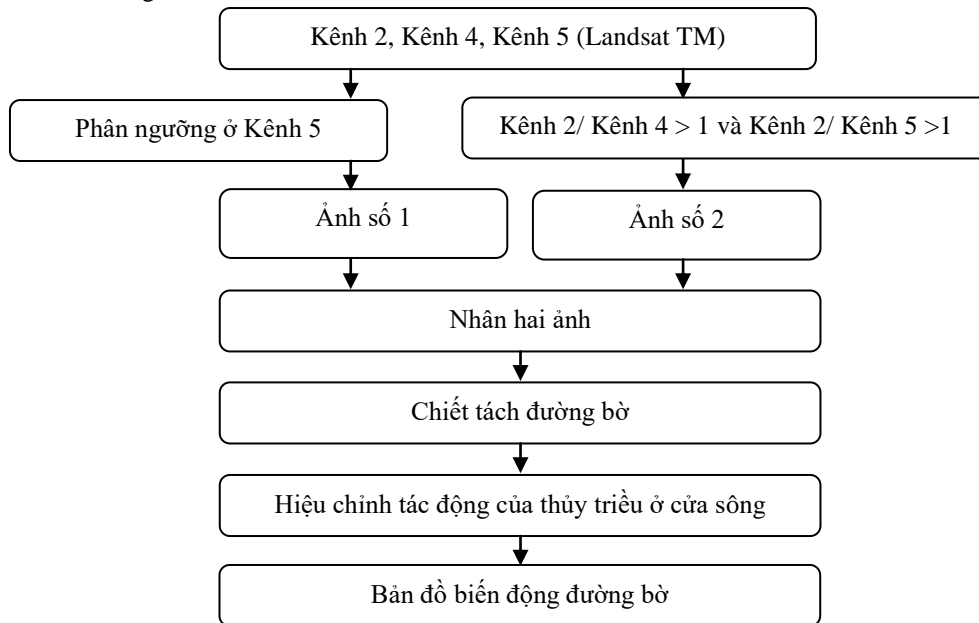 Kênh 2, Kênh 4, Kênh 5 (Landsat TM)
Phân ngưỡng ở Kênh 5
Kênh 2/ Kênh 4 > 1 và Kênh 2/ Kênh 5 >1
Ảnh số 1
Ảnh số 2
Nhân hai ảnh
Chiết tách đường bờ
Hiệu chỉnh tác động của thủy triều ở cửa sông
Bản đồ biến động đường bờ